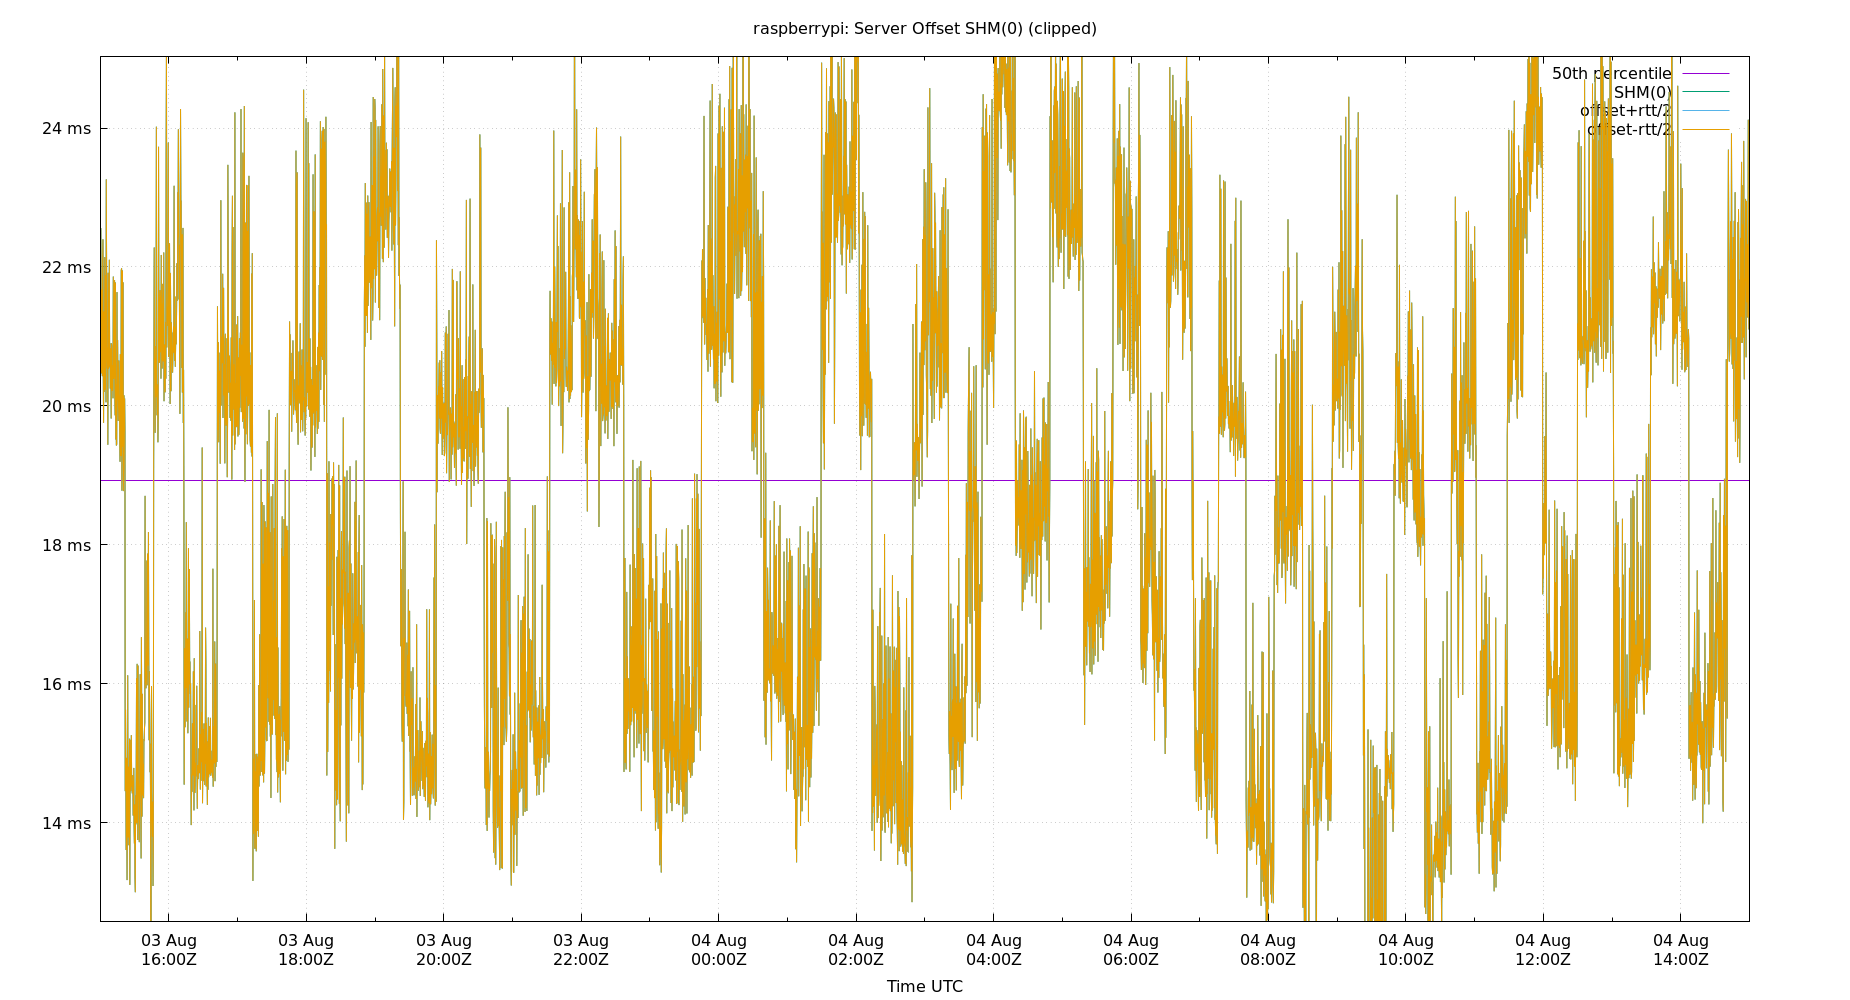 raspberrypi: Server Offset SHM(0) (clipped)
50th percentile
SHM(0)
offset+rtt/2
offset-rtt/2
24 ms
22 ms
20 ms
18 ms
16 ms
14 ms
03 Aug 03 Aug 03 Aug 03 Aug 04 Aug 04 Aug 04 Aug 04 Aug 04 Aug 04 Aug 04 Aug 04 Aug
16:00Z 18:00Z 20:00Z 22:00Z 00:00Z 02:00Z 04:00Z 06:00Z 08:00Z 10:00Z 12:00Z 14:00Z
Time UTC